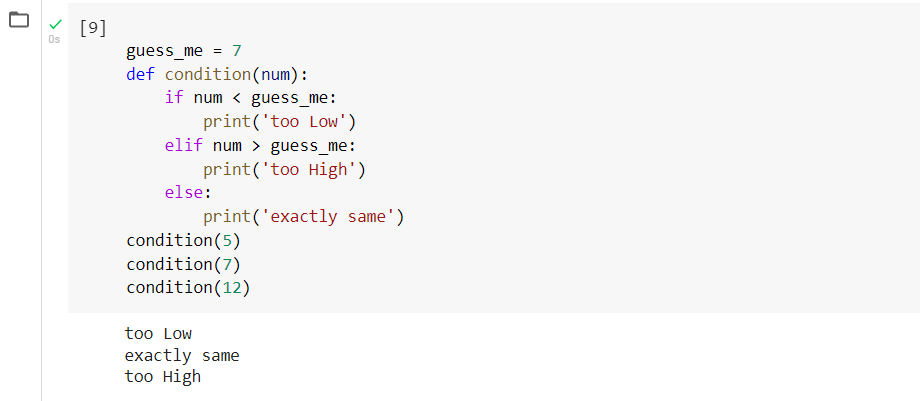 [9]
0s
guess_me = 7
def condition(num):
    if num < guess_me:
        print('too Low')
    elif num > guess_me:
        print('too High')
    else:
        print('exactly same')
condition(5)
condition(7)
condition(12)
too Low
exactly same
too High